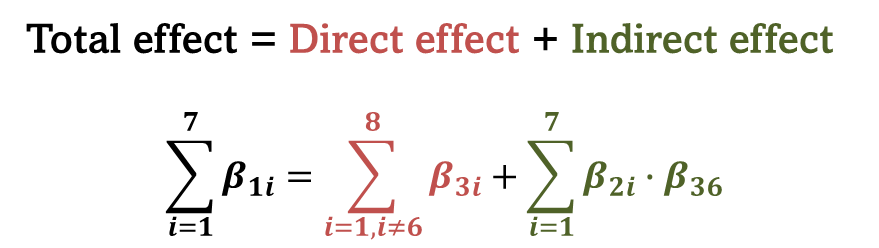 Total effect = Direct effect + Indirect effect
∑_{i=1}^{7} β_{1i} = ∑_{i=1,i≠6}^{8} β_{3i} + ∑_{i=1}^{7} β_{2i} · β_{36}